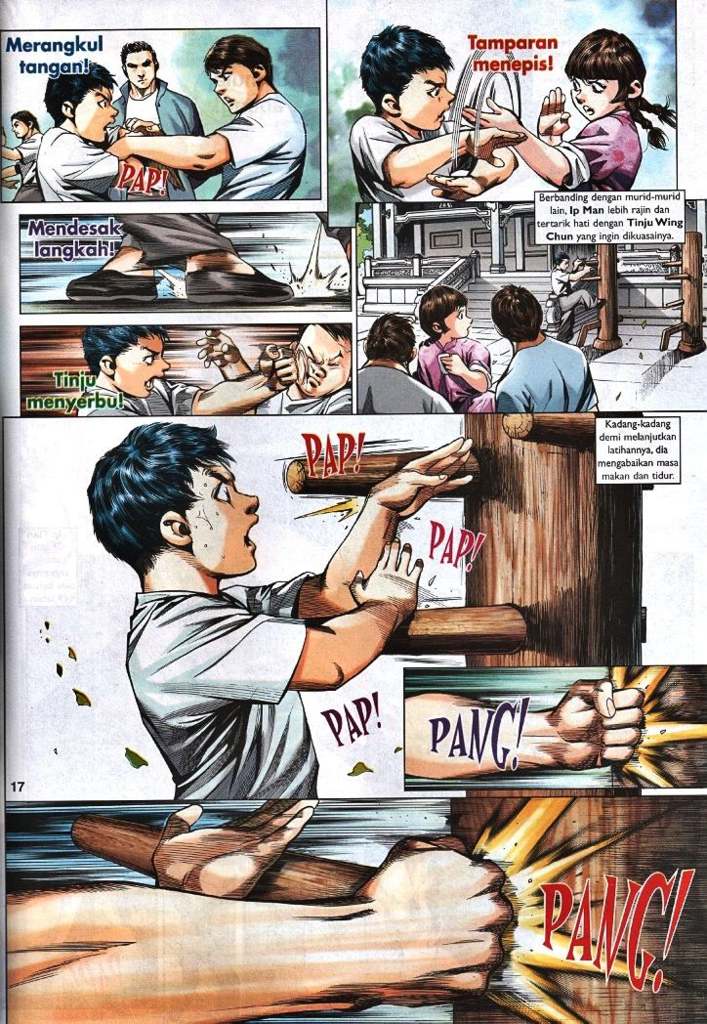 Merangkul
tangan!
PAP!
Tamparan
menepis!
Mendesak
langkah!
Berbanding dengan murid-murid
lain, Ip Man lebih rajin dan
tertarik hati dengan Tinju Wing
Chun yang ingin dikuasainya.
Tinju
menyerbu!
Kadang-kadang
demi melanjutkan
latihannya, dia
mengabaikan masa
makan dan tidur.
PAP!
PAP!
PAP!
PANG!
17
PANG!